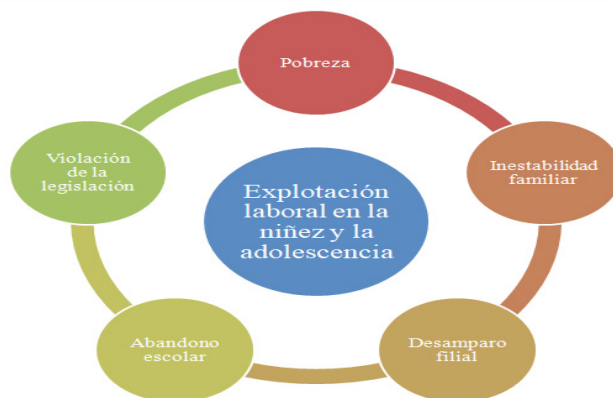 Pobreza
Inestabilidad
familiar
Desamparo
filial
Abandono
escolar
Violación
de la
legislación
Explotación
laboral en la
niñez y la
adolescencia